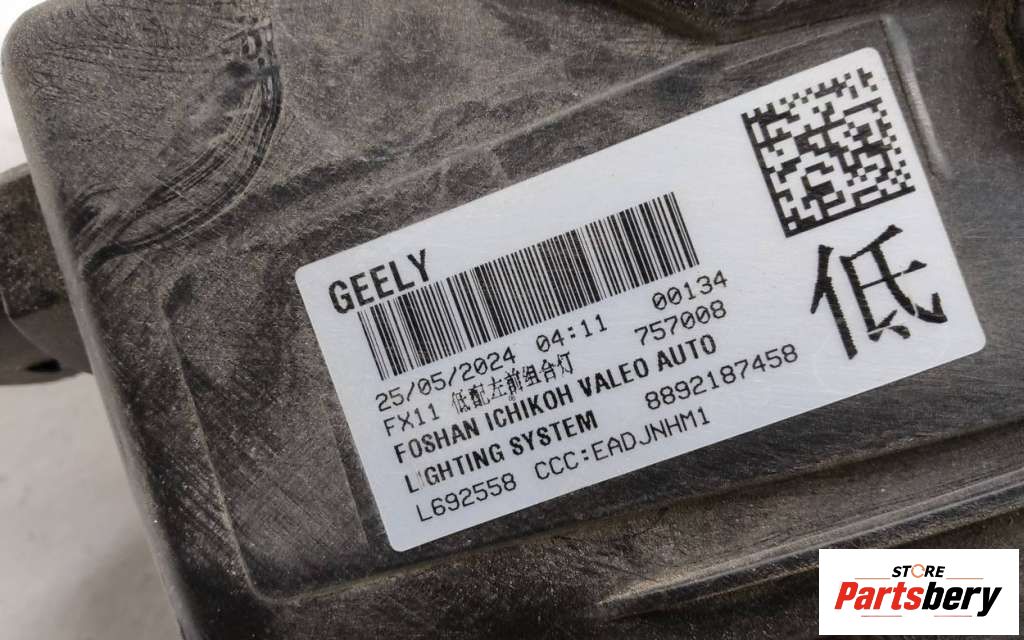 GEELY
25/05/2024 04:11 00134
FX11 低配左前组合灯 757008
FOSHAN ICHIKOH VALEO AUTO
LIGHTING SYSTEM 8892187458
L692558 CCC:EADJNHM1
低
STORE
Partsbery